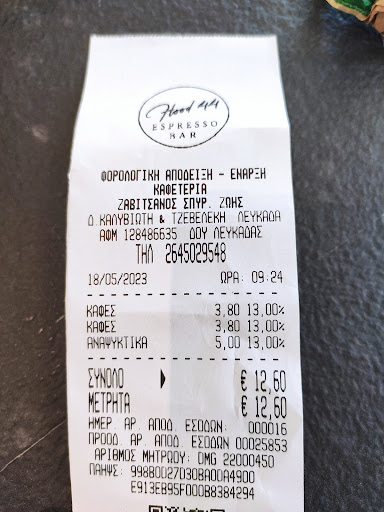 Hood 44
ESPRESSO
BAR
ΦΟΡΟΛΟΓΙΚΗ ΑΠΟΔΕΙΞΗ - ΕΝΑΡΞΗ
ΚΑΦΕΤΕΡΙΑ
ΖΑΒΙΤΣΑΝΟΣ ΣΠΥΡ. ΖΩΗΣ
Δ.ΚΑΛΥΒΙΩΤΗ & ΤΖΕΒΕΛΕΚΗ ΛΕΥΚΑΔΑ
ΑΦΜ 128486635 ΔΟΥ ΛΕΥΚΑΔΑΣ
ΤΗΛ 2645029548
18/05/2023 ΩΡΑ: 09:24
ΚΑΦΕΣ 3,80 13,00%
ΚΑΦΕΣ 3,80 13,00%
ΑΝΑΨΥΚΤΙΚΑ 5,00 13,00%
ΣΥΝΟΛΟ € 12,60
ΜΕΤΡΗΤΑ € 12,60
ΗΜΕΡ. ΑΡ. ΑΠΟΔ. ΕΣΟΔΩΝ: 000016
ΠΡΟΟΔ. ΑΡ. ΑΠΟΔ. ΕΣΟΔΩΝ 00025853
ΑΡΙΘΜΟΣ ΜΗΤΡΩΟΥ: DMG 22000450
ΠΑΗΨΣ: 998B027D30BA0DA4900
E913EB95F000B8384294